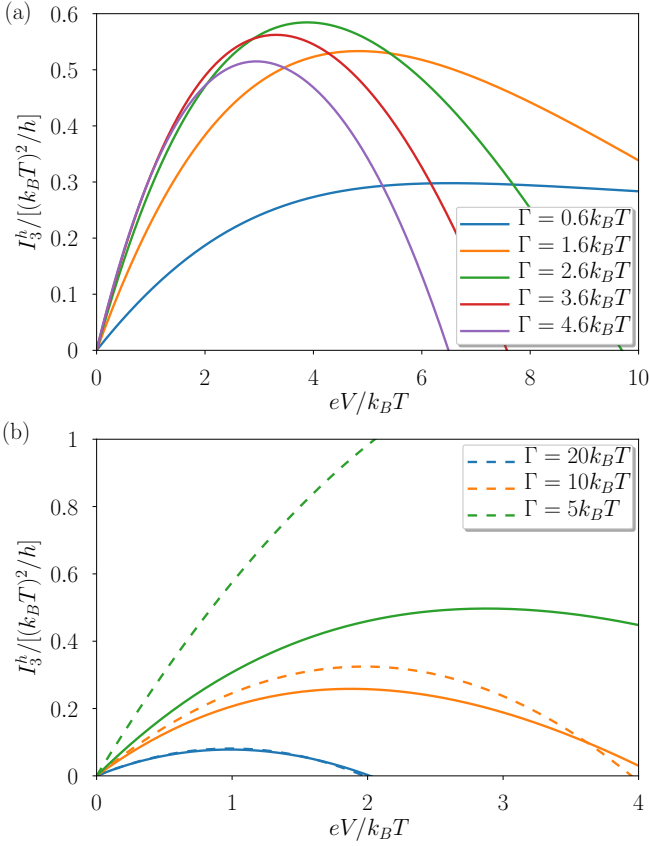 (a)
0.6
0.5
0.4
0.3
0.2
0.1
0
I_3^h/[(k_BT)^2/h]
0 2 4 6 8 10
eV/k_BT
Γ = 0.6k_BT
Γ = 1.6k_BT
Γ = 2.6k_BT
Γ = 3.6k_BT
Γ = 4.6k_BT
(b)
1
0.8
0.6
0.4
0.2
0
I_3^h/[(k_BT)^2/h]
0 1 2 3 4
eV/k_BT
Γ = 20k_BT
Γ = 10k_BT
Γ = 5k_BT